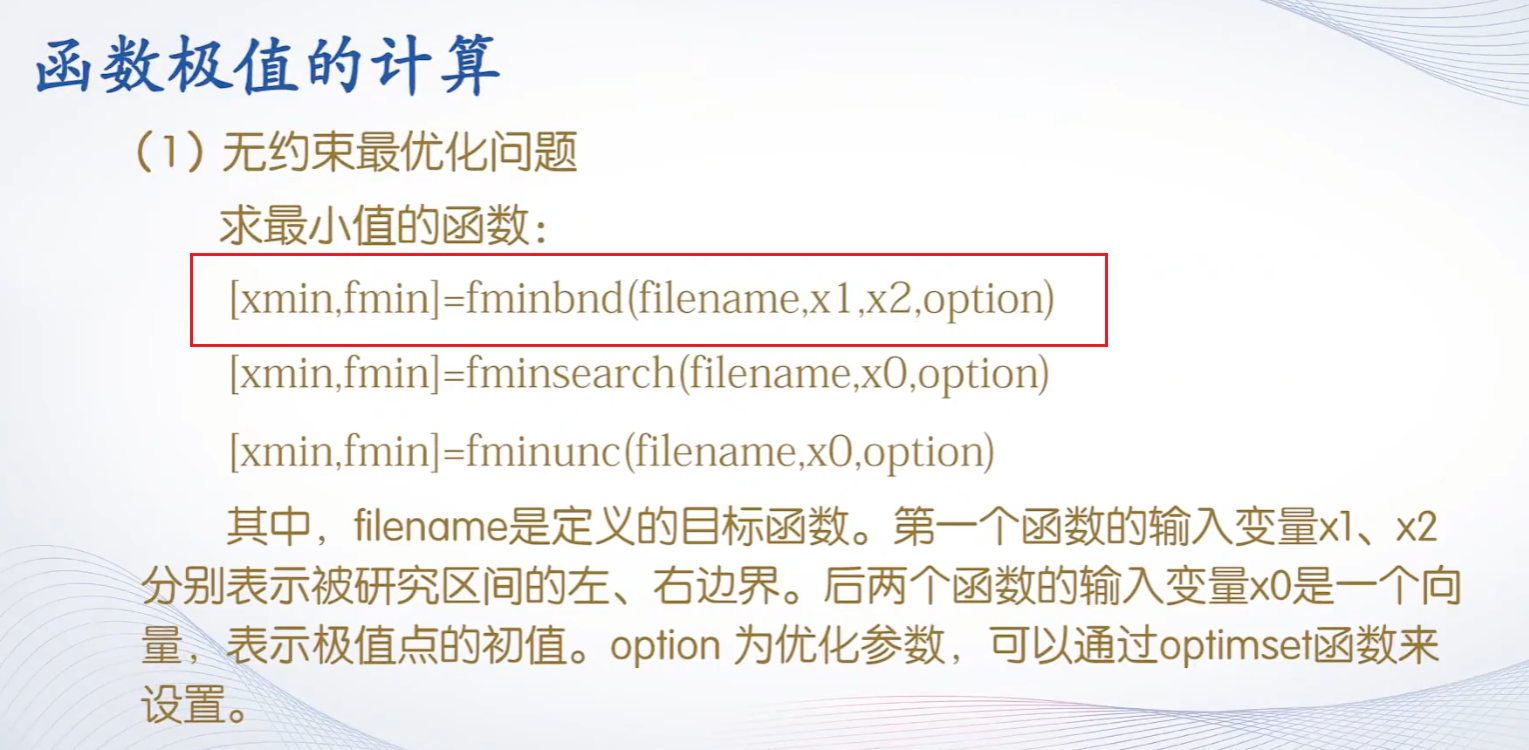 函数极值的计算
（1）无约束最优化问题
求最小值的函数：
[xmin,fmin]=fminbnd(filename,x1,x2,option)
[xmin,fmin]=fminsearch(filename,x0,option)
[xmin,fmin]=fminunc(filename,x0,option)
其中，filename是定义的目标函数。第一个函数的输入变量x1、x2
分别表示被研究区间的左、右边界。后两个函数的输入变量x0是一个向
量，表示极值点的初值。option 为优化参数，可以通过optimset函数来
设置。